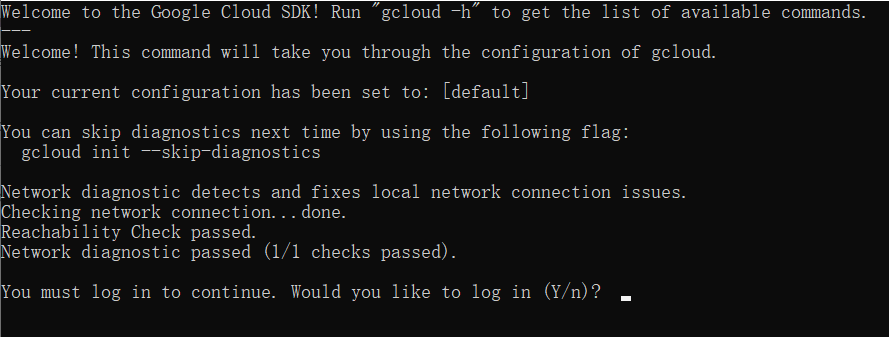 Welcome to the Google Cloud SDK! Run "gcloud -h" to get the list of available commands.
---
Welcome! This command will take you through the configuration of gcloud.
Your current configuration has been set to: [default]
You can skip diagnostics next time by using the following flag:
gcloud init --skip-diagnostics
Network diagnostic detects and fixes local network connection issues.
Checking network connection...done.
Reachability Check passed.
Network diagnostic passed (1/1 checks passed).
You must log in to continue. Would you like to log in (Y/n)?